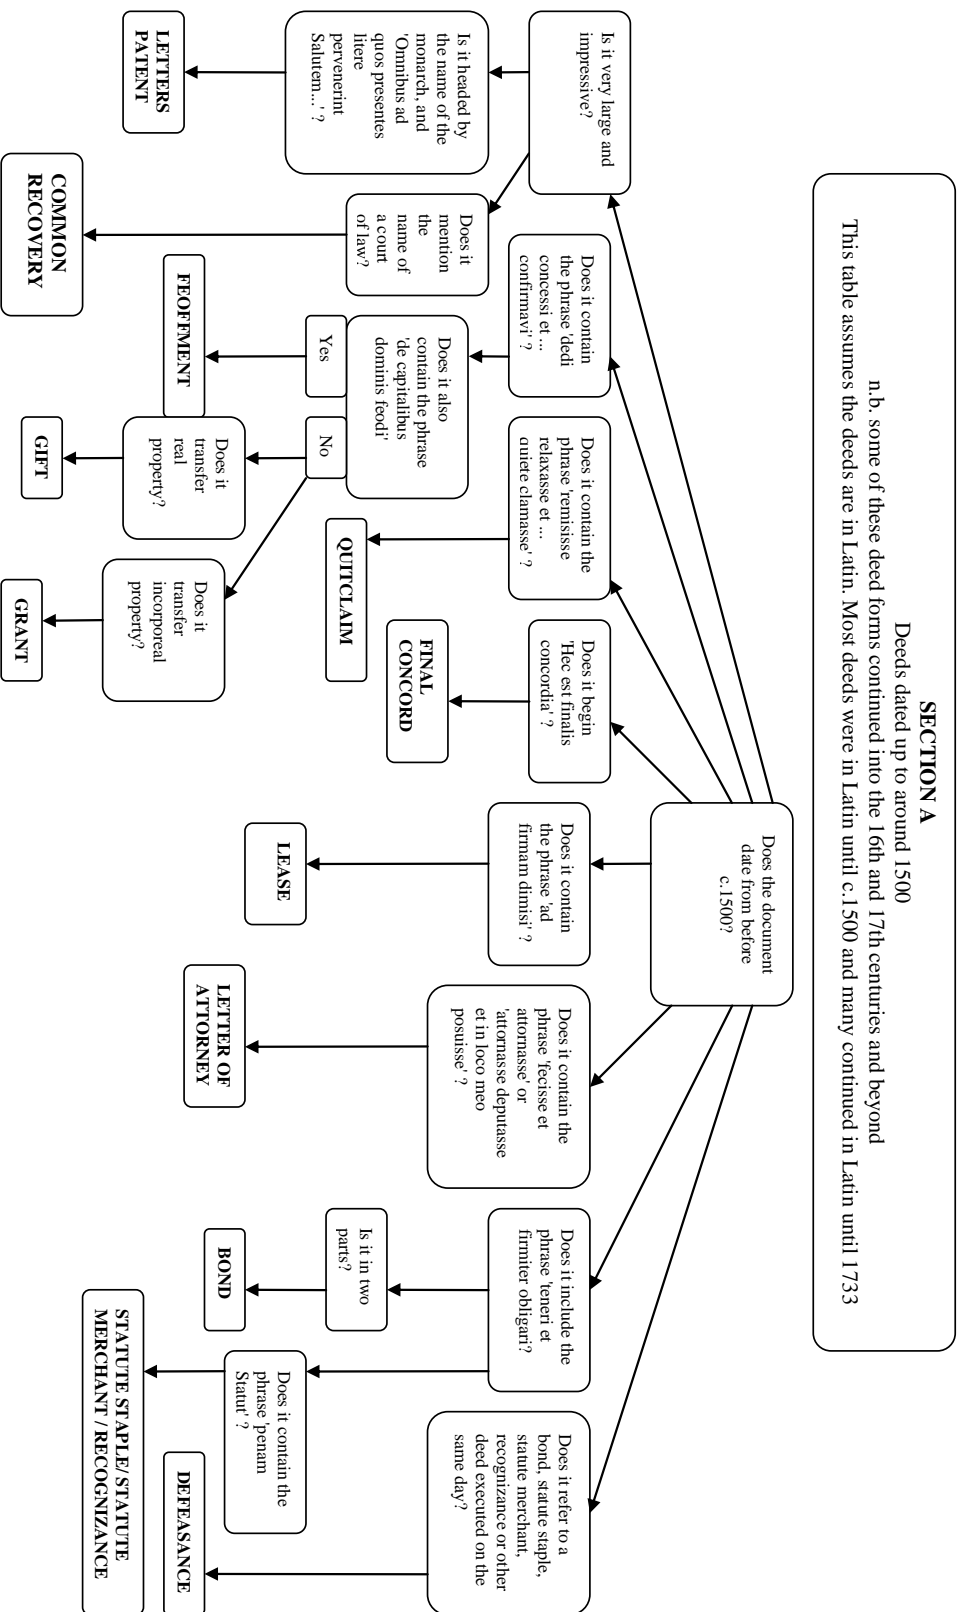 SECTION A
Deeds dated up to around 1500
n.b. some of these deed forms continued into the 16th and 17th centuries and beyond
This table assumes the deeds are in Latin. Most deeds were in Latin until c.1500 and many continued in Latin until 1733
Does the document
date from before
c.1500?
Is it very large and
impressive?
Is it headed by
the name of the
monarch, and
'Omnibus ad
quos presentes
litere
pervenerint
Salutem...' ?
LETTERS
PATENT
Does it
mention
the
name of
a court
of law?
COMMON
RECOVERY
Does it contain
the phrase 'dedi
concessi et ...
confirmavi' ?
Does it also
contain the phrase
'de capitalibus
dominis feodi'
Yes
FEOFFMENT
No
Does it
transfer
real
property?
GIFT
Does it
transfer
incorporeal
property?
GRANT
Does it contain the
phrase 'remisisse
relaxasse et ...
quiete clamasse' ?
QUITCLAIM
Does it begin
'Hec est finalis
concordia' ?
FINAL
CONCORD
Does it contain
the phrase 'ad
firmam dimisi' ?
LEASE
Does it contain the
phrase 'fecisse et
attornasse' or
'attornasse deputasse
et in loco meo
posuisse' ?
LETTER OF
ATTORNEY
Does it include the
phrase 'teneri et
firmiter obligari?
Is it in two
parts?
BOND
Does it contain the
phrase 'penam
Statut' ?
STATUTE STAPLE/ STATUTE
MERCHANT / RECOGNIZANCE
Does it refer to a
bond, statute staple,
statute merchant,
recognizance or other
deed executed on the
same day?
DEFEASANCE